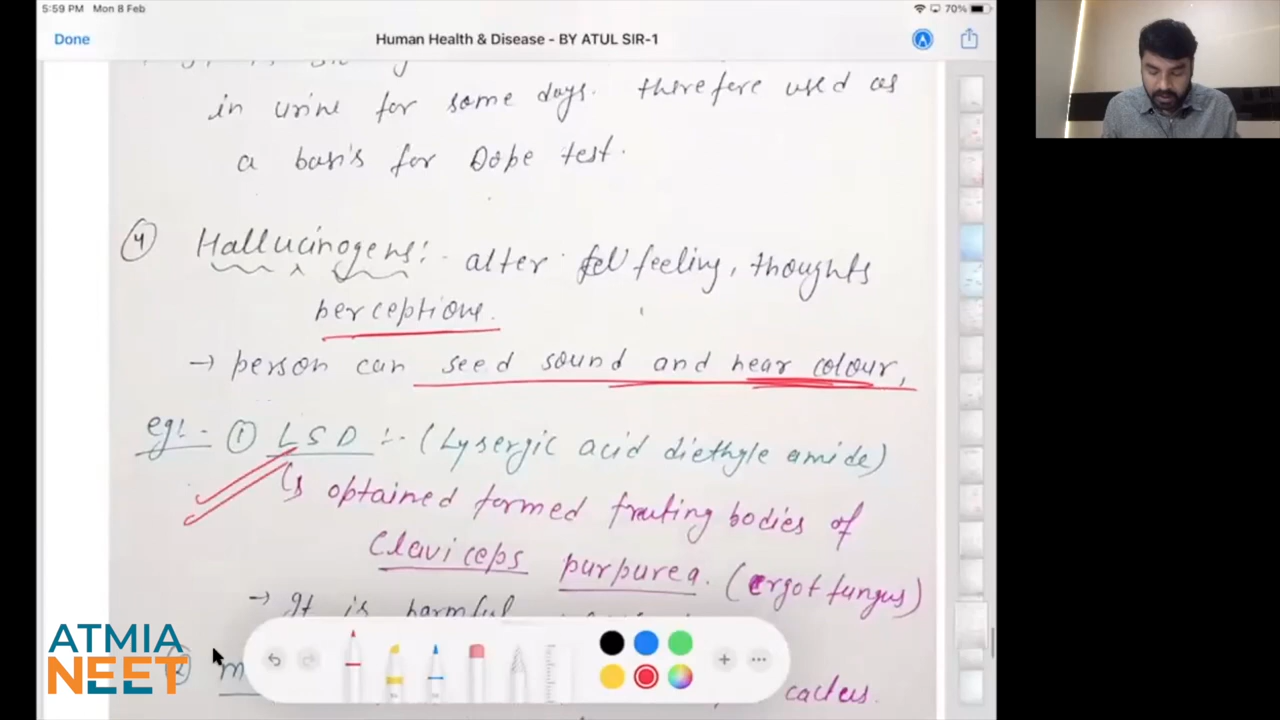 5:59 PM Mon 8 Feb
70%
Done
Human Health & Disease - BY ATUL SIR-1
in urine for some days. therefore used as
a basis for Dope test.
4 Hallucinogens:- alter feeling, thoughts
perceptions.
→ person can seed sound and hear colour,
eg:- 1 LSD :- (Lysergic acid diethyle amide)
↳ obtained formed fruting bodies of
Claviceps purpurea. (ergot fungus)
→ It is harmful
2 m
cactus.
ATMIA
NEET